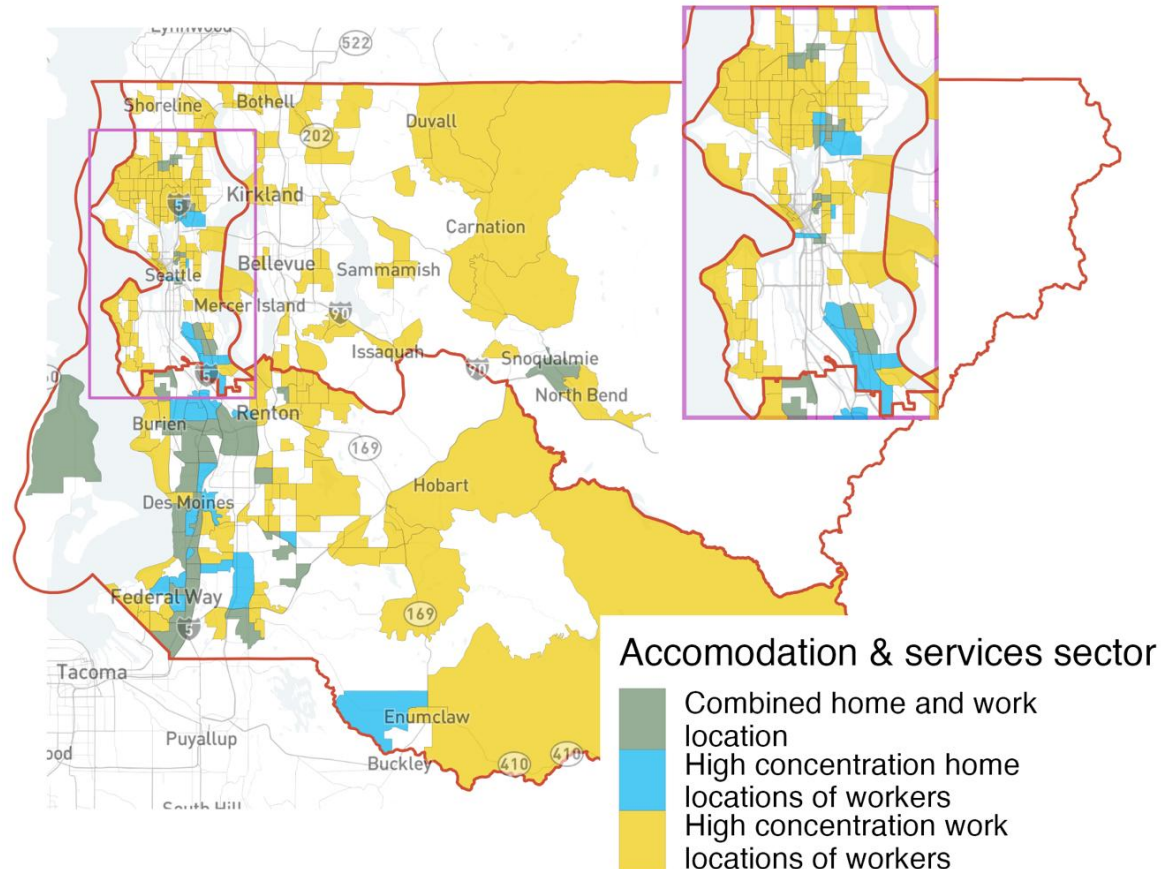 Lynnwood
522
Shoreline
Bothell
Duvall
202
5
Kirkland
Carnation
Bellevue
Sammamish
Seattle
Mercer Island
90
Issaquah
Snoqualmie
90
5
North Bend
Burien
Renton
169
Hobart
Des Moines
Federal Way
169
5
Tacoma
Enumclaw
Puyallup
Buckley
410
410
South Hill
Accomodation & services sector
Combined home and work
location
High concentration home
locations of workers
High concentration work
locations of workers